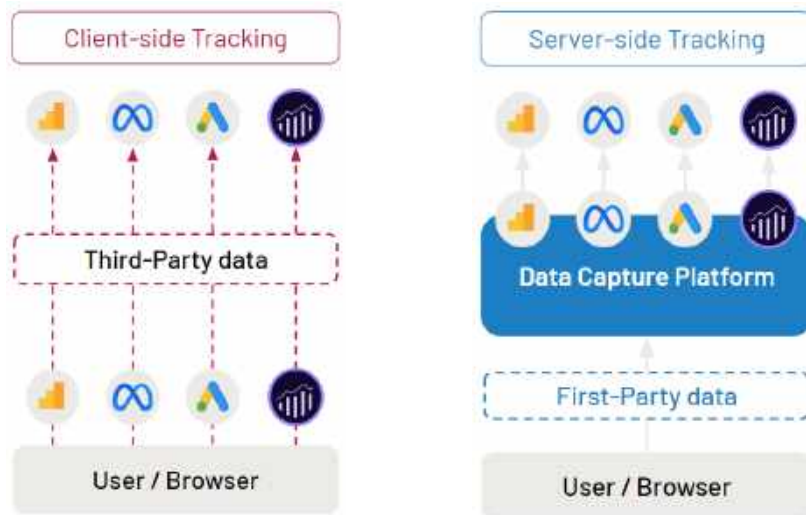 Client-side Tracking
Third-Party data
User / Browser
Server-side Tracking
Data Capture Platform
First-Party data
User / Browser